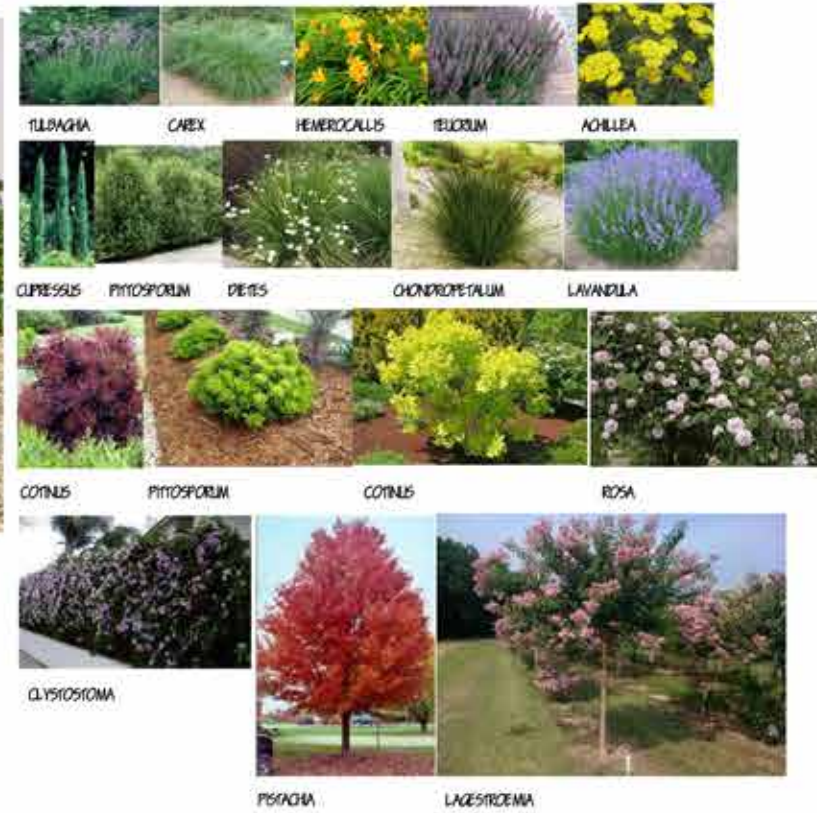 TULBAGHIA CAREX HEMEROCALLIS TEUCRIUM ACHILLEA
CUPRESSUS PITTOSPORUM DIETES CHONDROPETALUM LAVANDULA
COTINUS PITTOSPORUM COTINUS ROSA
CLYSTOSTOMA
PISTACHIA LAGESTROEMIA